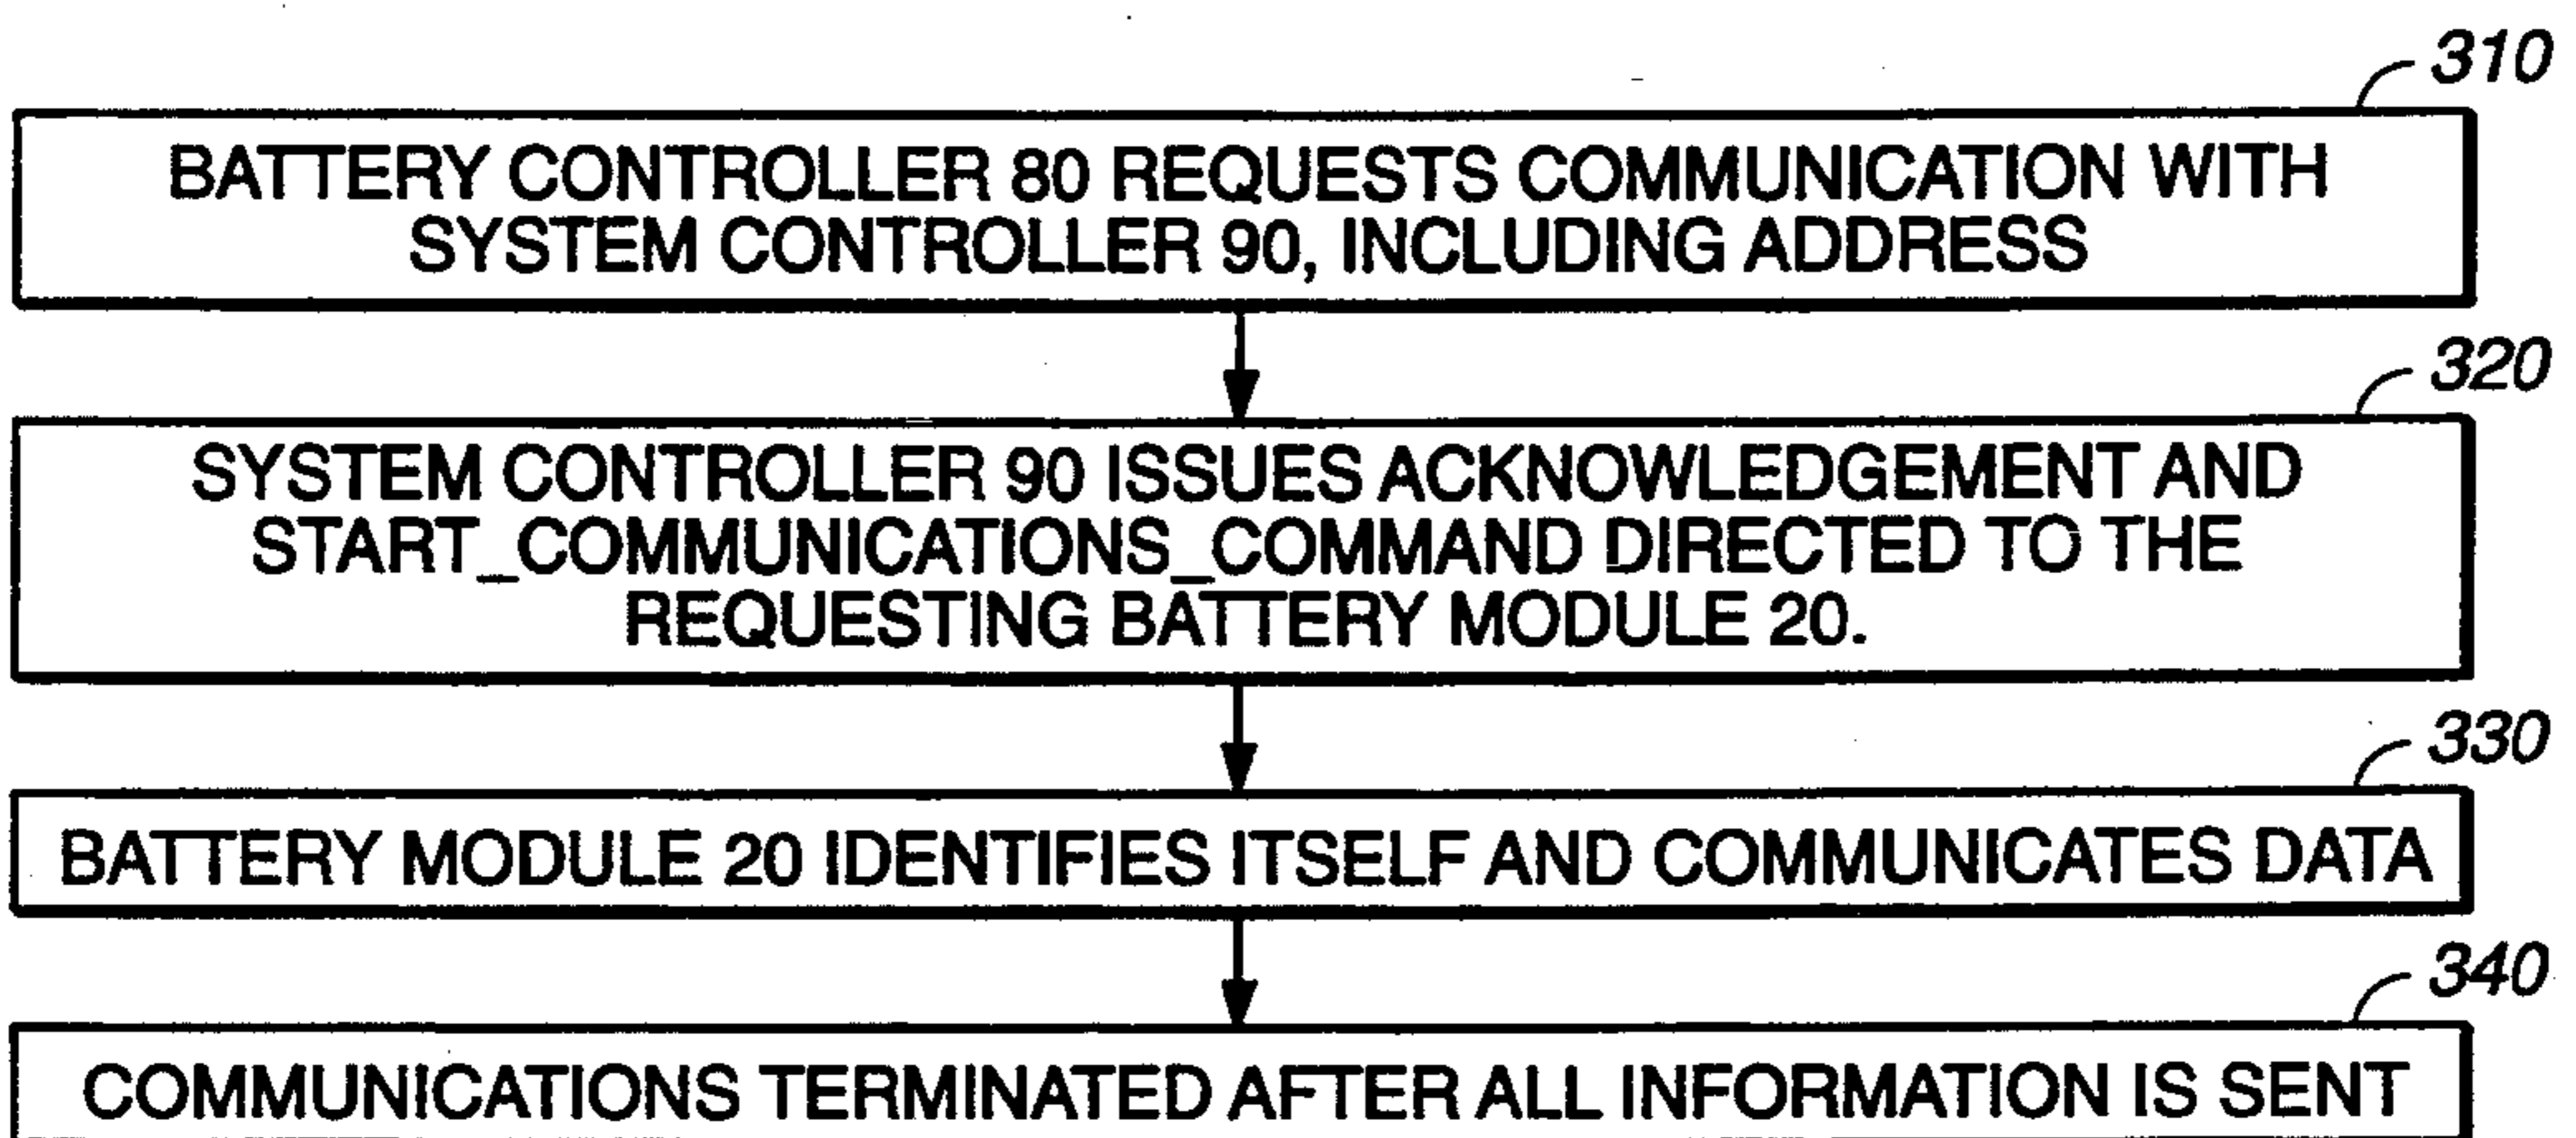 310
BATTERY CONTROLLER 80 REQUESTS COMMUNICATION WITH
SYSTEM CONTROLLER 90, INCLUDING ADDRESS
320
SYSTEM CONTROLLER 90 ISSUES ACKNOWLEDGEMENT AND
START_COMMUNICATIONS_COMMAND DIRECTED TO THE
REQUESTING BATTERY MODULE 20.
330
BATTERY MODULE 20 IDENTIFIES ITSELF AND COMMUNICATES DATA
340
COMMUNICATIONS TERMINATED AFTER ALL INFORMATION IS SENT